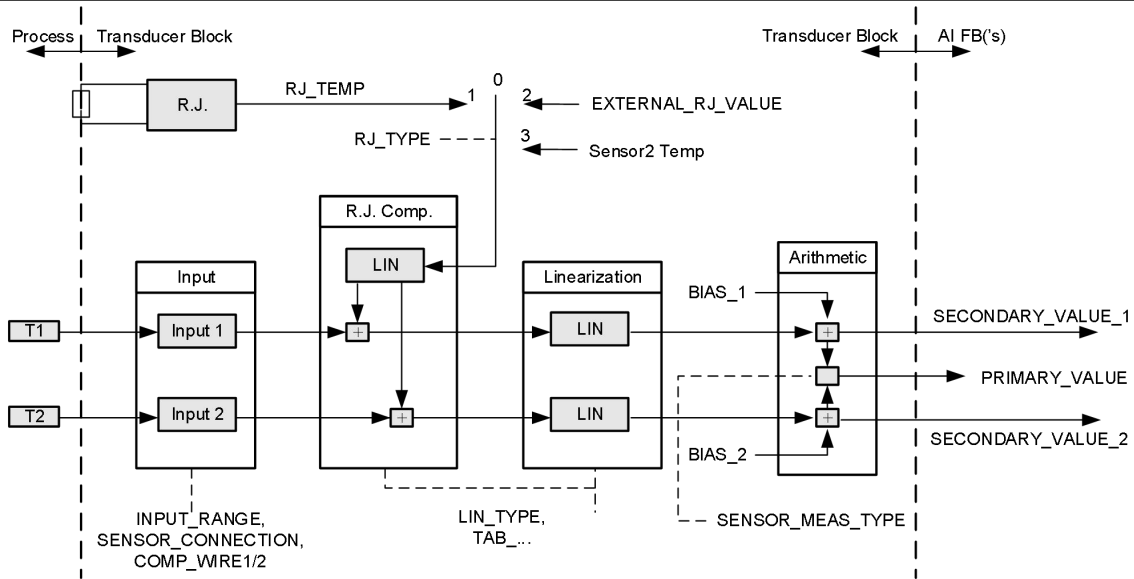 Process
Transducer Block
Transducer Block
AI FB('s)
R.J.
RJ_TEMP
1
0
2
EXTERNAL_RJ_VALUE
RJ_TYPE
3
Sensor2 Temp
R.J. Comp.
LIN
Input
Linearization
Arithmetic
BIAS_1
T1
Input 1
+
LIN
+
SECONDARY_VALUE_1
PRIMARY_VALUE
T2
Input 2
+
LIN
+
SECONDARY_VALUE_2
BIAS_2
INPUT_RANGE,
SENSOR_CONNECTION,
COMP_WIRE1/2
LIN_TYPE,
TAB_...
SENSOR_MEAS_TYPE